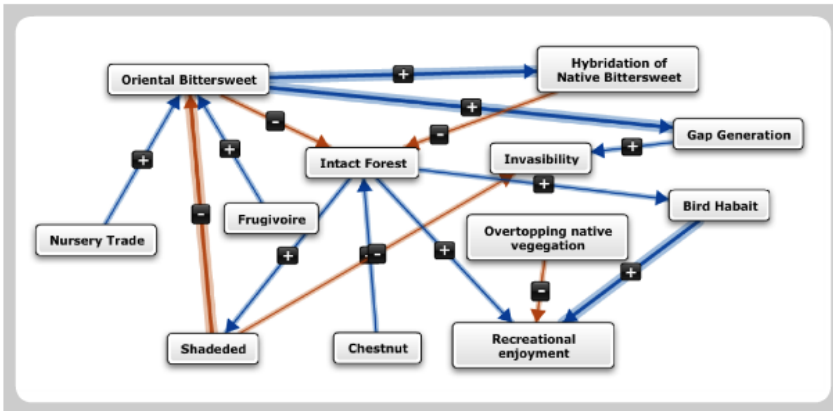 Hybridation of
Native Bittersweet
Oriental Bittersweet
+
+
-
-
Gap Generation
+
+
Intact Forest
Invasibility
+
Bird Habait
-
Frugivoire
Overtopping native
vegegation
Nursery Trade
+
+
-
+
-
Shadeded
Chestnut
Recreational
enjoyment